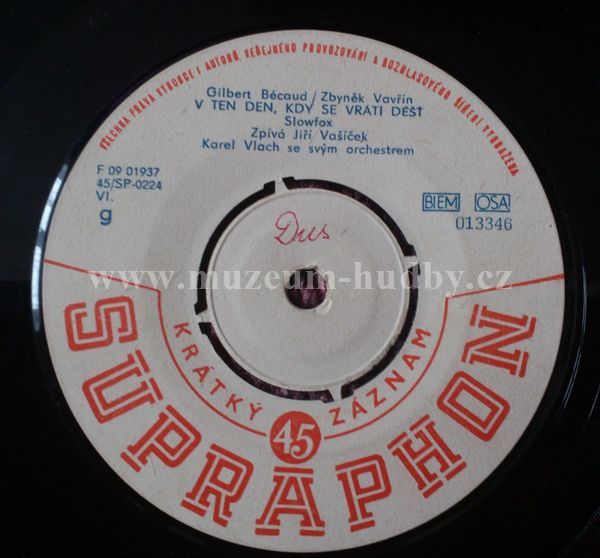 VŠECHNA PRÁVA VÝROBCE I AUTORŮ VEŘEJNÉHO PROVOZOVÁNÍ A ROZHLASOVÉHO ŠÍŘENÍ VYHRAŽENA
Gilbert Bécaud / Zbyněk Vavřín
V TEN DEN, KDY SE VRÁTÍ DÉŠŤ
Slowfox
Zpívá Jiří Vašíček
Karel Vlach se svým orchestrem
F 09 01937
45/SP-0224
VI.
g
BIEM OSA
013346
www.muzeum-hudby.cz
KRÁTKÝ 45 ZÁZNAM
SUPRAPHON